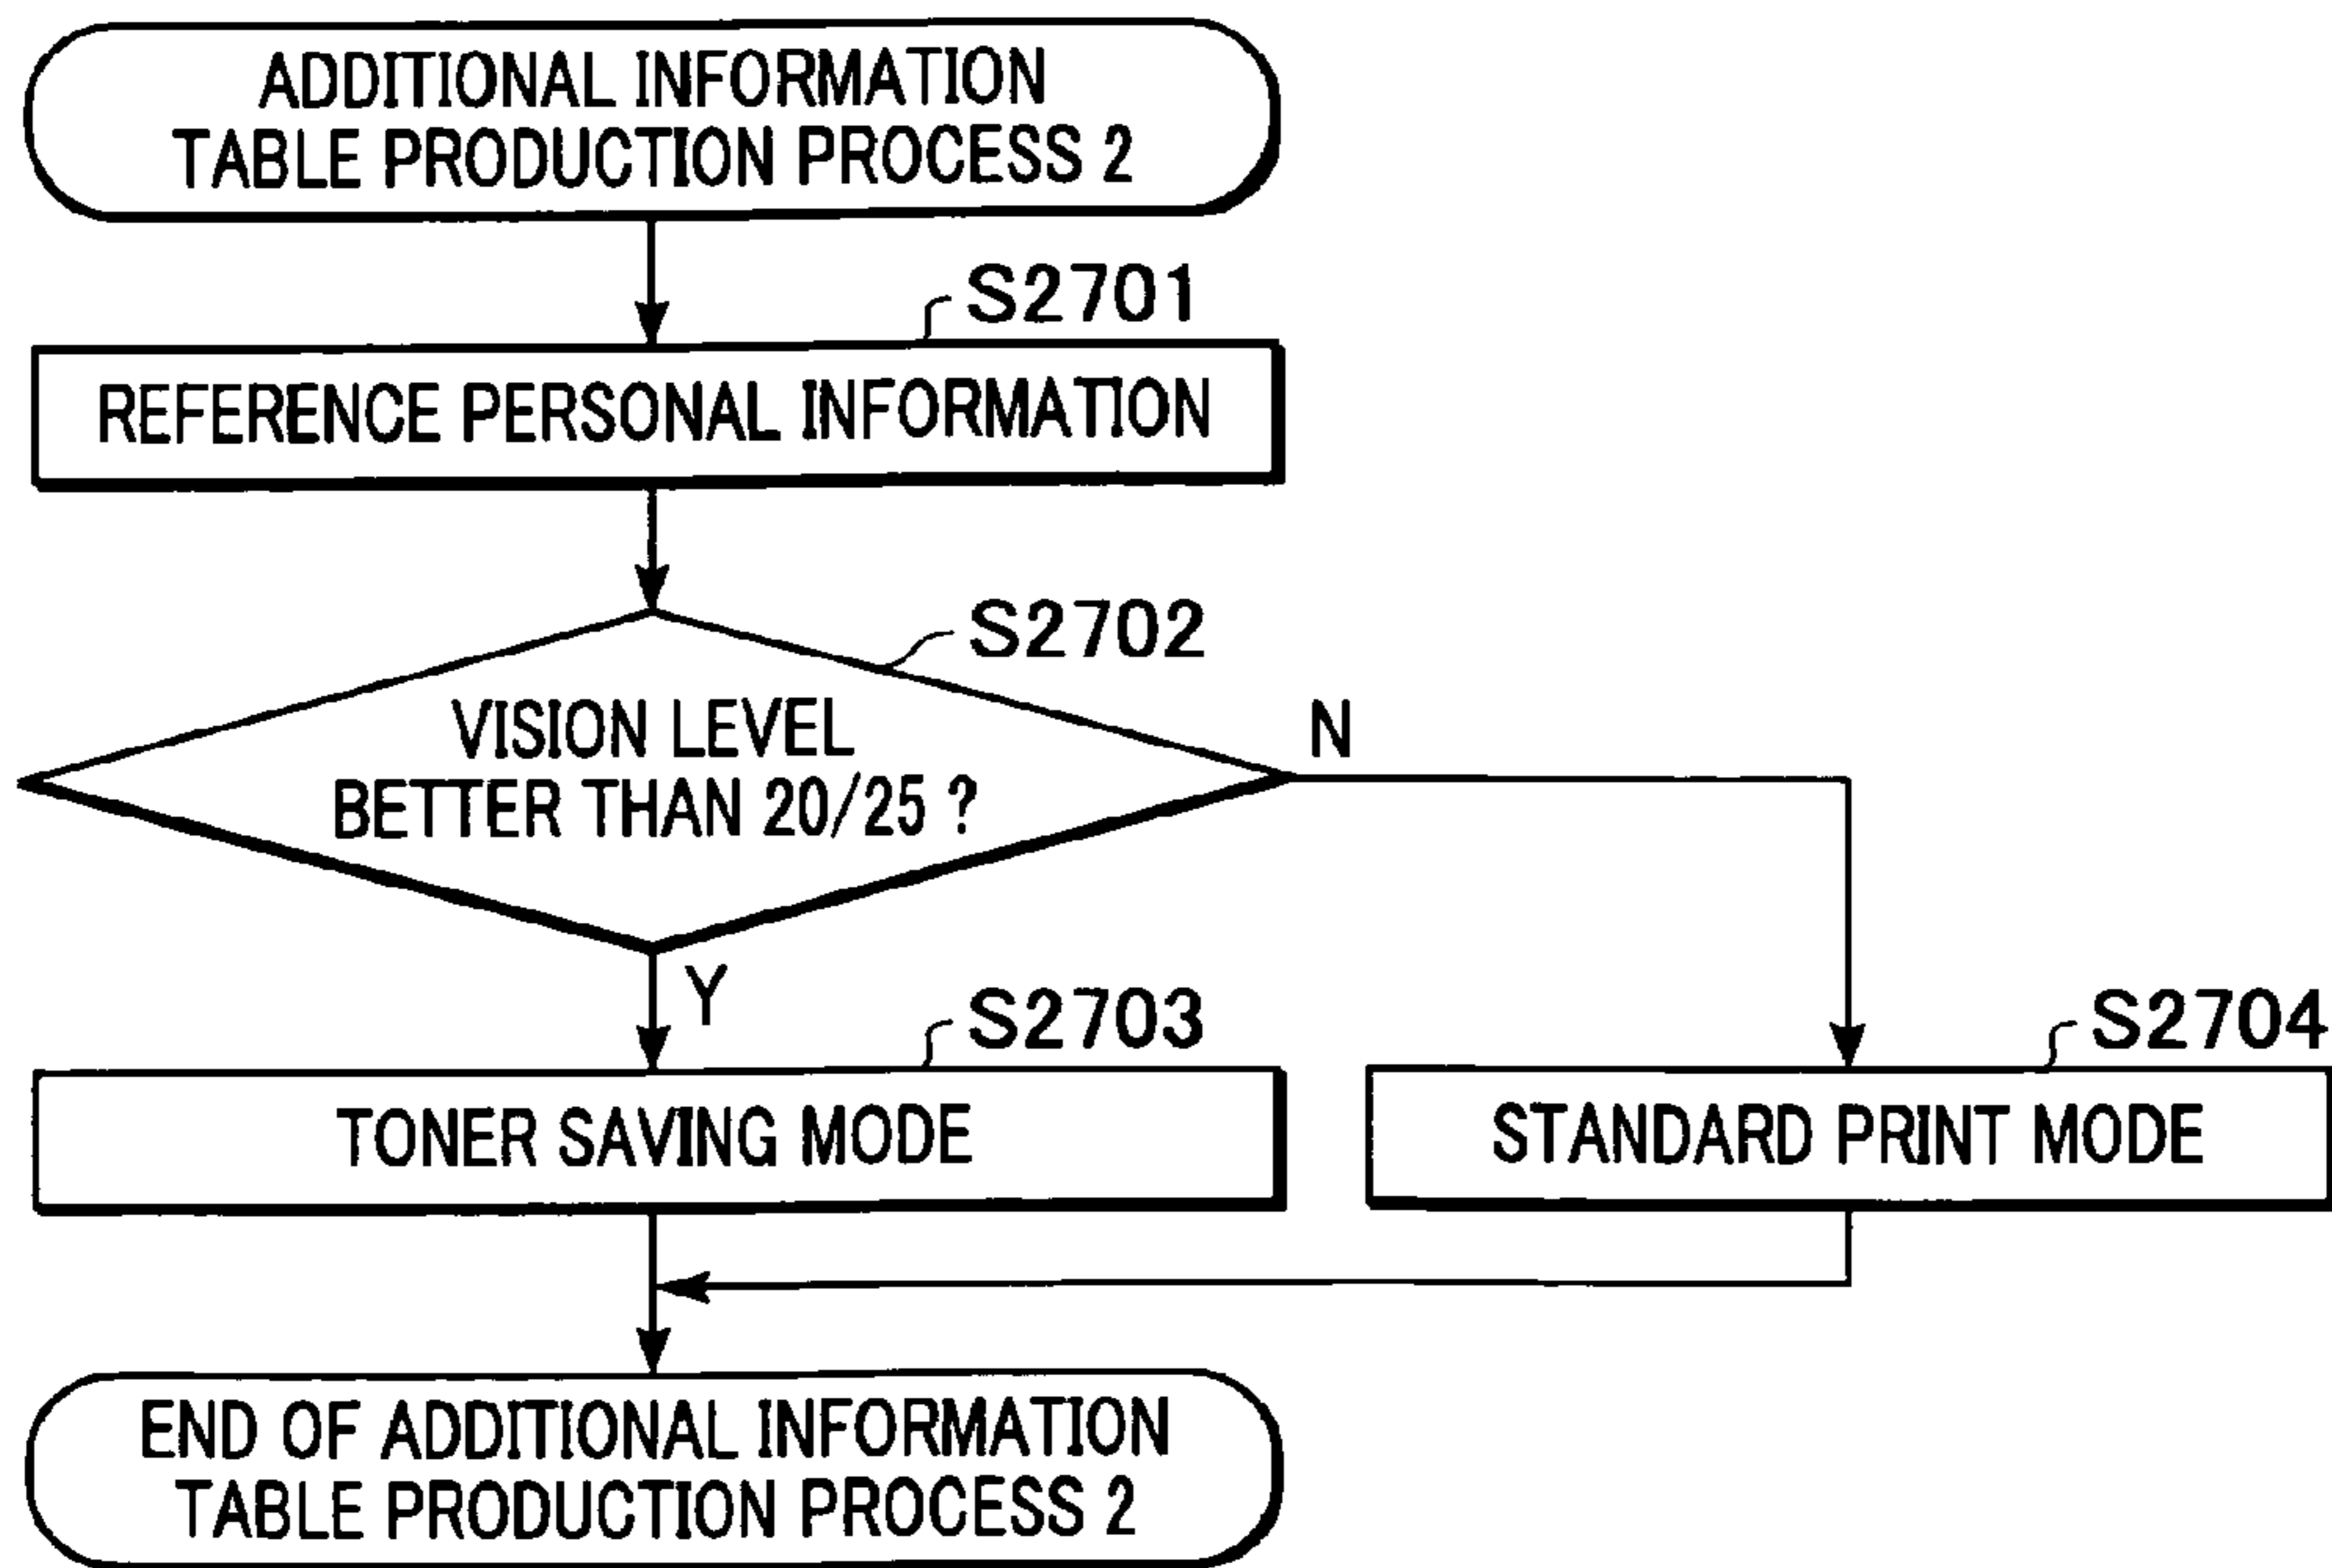 ADDITIONAL INFORMATION
TABLE PRODUCTION PROCESS 2
S2701
REFERENCE PERSONAL INFORMATION
S2702
VISION LEVEL
BETTER THAN 20/25 ?
N
Y
S2703
TONER SAVING MODE
S2704
STANDARD PRINT MODE
END OF ADDITIONAL INFORMATION
TABLE PRODUCTION PROCESS 2